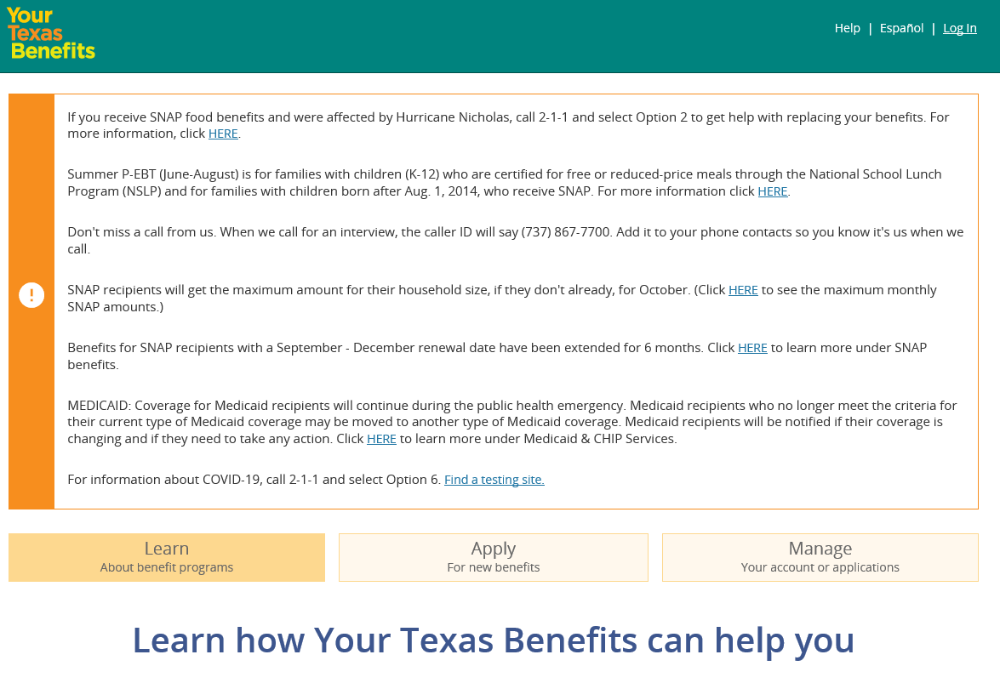 Your
Texas
Benefits
Help | Español | Log In
If you receive SNAP food benefits and were affected by Hurricane Nicholas, call 2-1-1 and select Option 2 to get help with replacing your benefits. For
more information, click HERE.
Summer P-EBT (June-August) is for families with children (K-12) who are certified for free or reduced-price meals through the National School Lunch
Program (NSLP) and for families with children born after Aug. 1, 2014, who receive SNAP. For more information click HERE.
Don't miss a call from us. When we call for an interview, the caller ID will say (737) 867-7700. Add it to your phone contacts so you know it's us when we
call.
SNAP recipients will get the maximum amount for their household size, if they don't already, for October. (Click HERE to see the maximum monthly
SNAP amounts.)
Benefits for SNAP recipients with a September - December renewal date have been extended for 6 months. Click HERE to learn more under SNAP
benefits.
MEDICAID: Coverage for Medicaid recipients will continue during the public health emergency. Medicaid recipients who no longer meet the criteria for
their current type of Medicaid coverage may be moved to another type of Medicaid coverage. Medicaid recipients will be notified if their coverage is
changing and if they need to take any action. Click HERE to learn more under Medicaid & CHIP Services.
For information about COVID-19, call 2-1-1 and select Option 6. Find a testing site.
Learn
About benefit programs
Apply
For new benefits
Manage
Your account or applications
Learn how Your Texas Benefits can help you